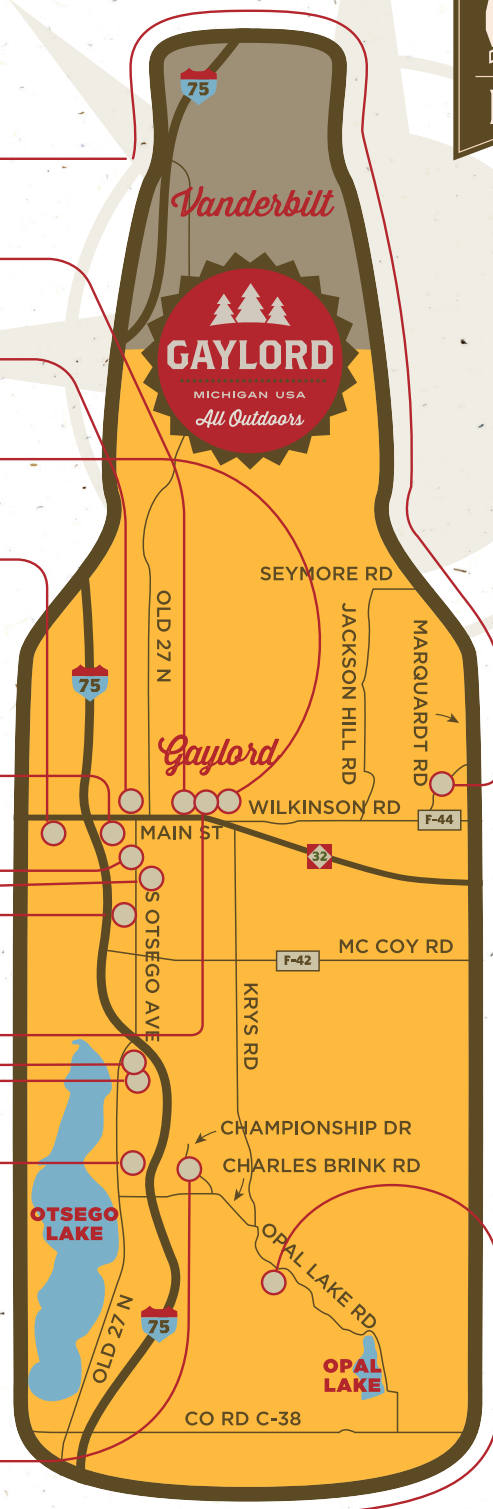 75
Vanderbilt
GAYLORD
MICHIGAN USA
All Outdoors
SEYMORE RD
OLD 27 N
JACKSON HILL RD
MARQUARDT RD
75
Gaylord
WILKINSON RD
F-44
MAIN ST
32
S OTSEGO AVE
MC COY RD
F-42
KRYS RD
CHAMPIONSHIP DR
CHARLES BRINK RD
OTSEGO
LAKE
OPAL LAKE RD
OLD 27 N
75
OPAL
LAKE
CO RD C-38